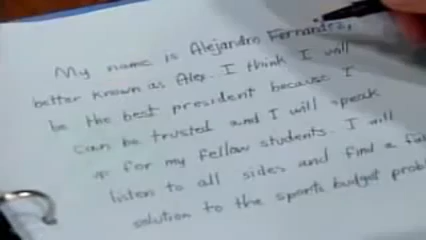 My name is Alejandro Fernandez,
better known as Alex. I think I will
be the best president because I
can be trusted and I will speak
up for my fellow students. I will
listen to all sides and find a fair
solution to the sports budget